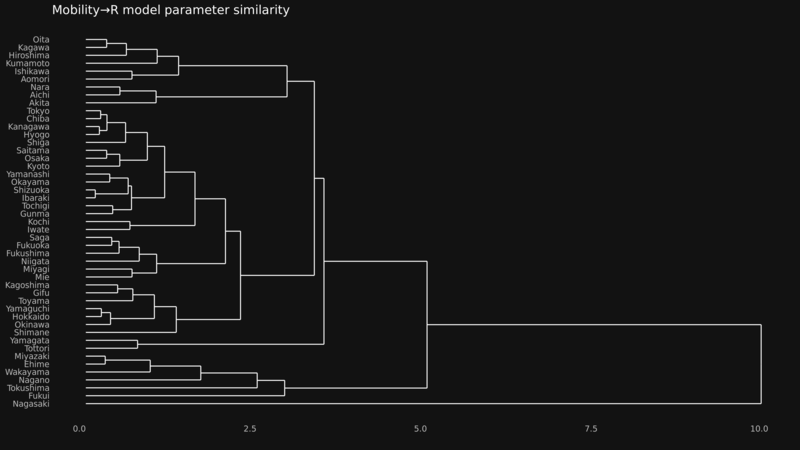 Mobility→R model parameter similarity
Oita
Kagawa
Hiroshima
Kumamoto
Ishikawa
Aomori
Nara
Aichi
Akita
Tokyo
Chiba
Kanagawa
Hyogo
Shiga
Saitama
Osaka
Kyoto
Yamanashi
Okayama
Shizuoka
Ibaraki
Tochigi
Gunma
Kochi
Iwate
Saga
Fukuoka
Fukushima
Niigata
Miyagi
Mie
Kagoshima
Gifu
Toyama
Yamaguchi
Hokkaido
Okinawa
Shimane
Yamagata
Tottori
Miyazaki
Ehime
Wakayama
Nagano
Tokushima
Fukui
Nagasaki
0.0 2.5 5.0 7.5 10.0